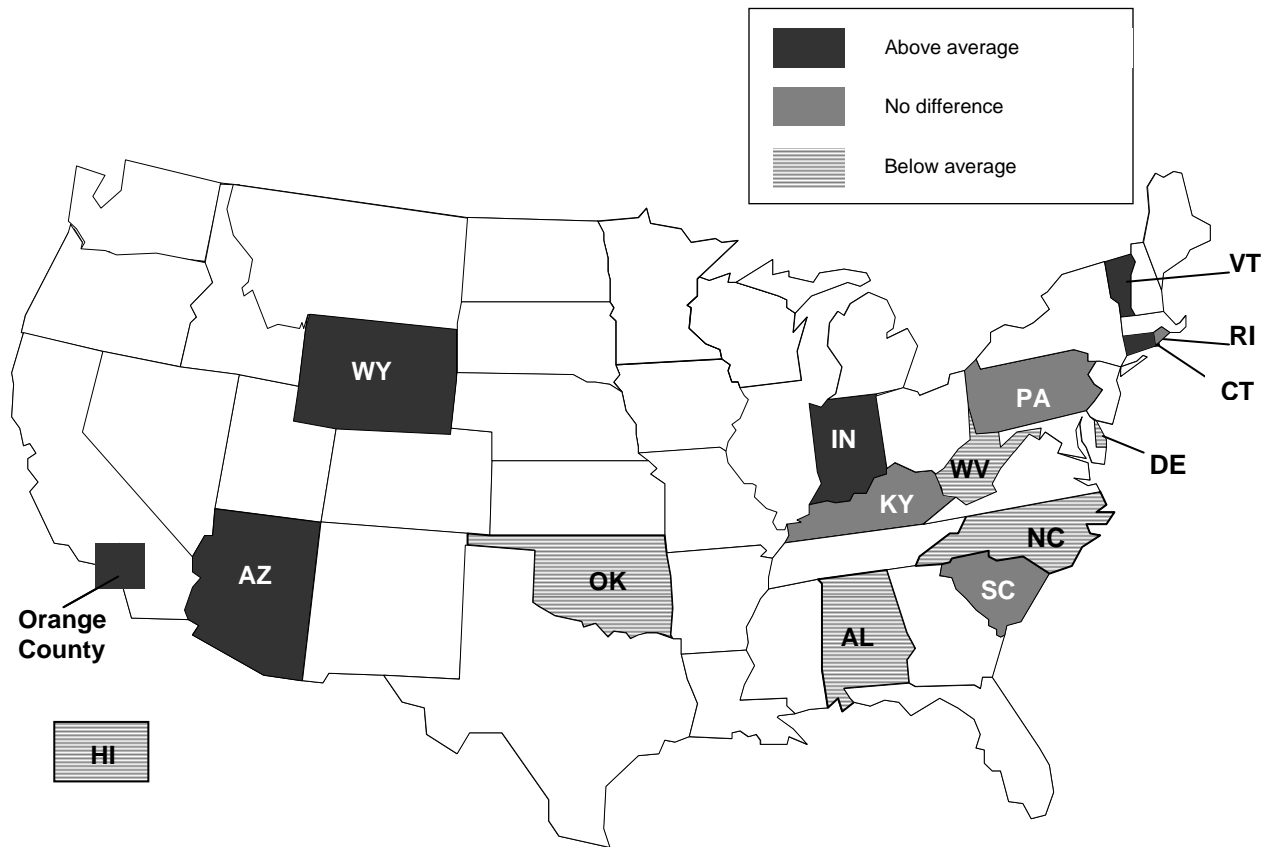 Above average
No difference
Below average
VT
RI
CT
WY
PA
IN
DE
WV
KY
NC
AZ
OK
SC
Orange
County
AL
HI